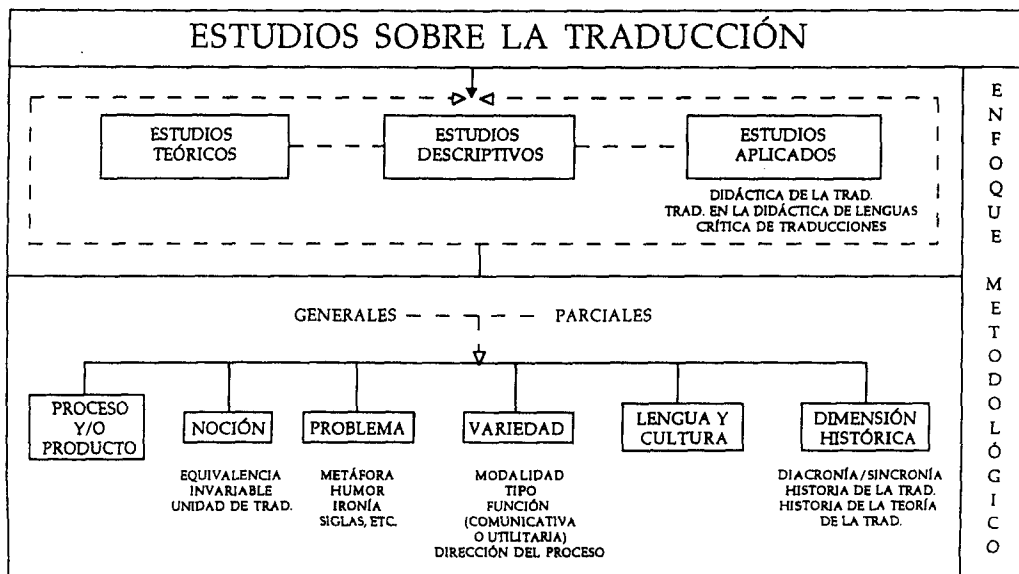 ESTUDIOS SOBRE LA TRADUCCIÓN
ESTUDIOS
TEÓRICOS
ESTUDIOS
DESCRIPTIVOS
ESTUDIOS
APLICADOS
DIDÁCTICA DE LA TRAD.
TRAD. EN LA DIDÁCTICA DE LENGUAS
CRÍTICA DE TRADUCCIONES
GENERALES
PARCIALES
PROCESO
Y/O
PRODUCTO
NOCIÓN
EQUIVALENCIA
INVARIABLE
UNIDAD DE TRAD.
PROBLEMA
METÁFORA
HUMOR
IRONÍA
SIGLAS, ETC.
VARIEDAD
MODALIDAD
TIPO
FUNCIÓN
(COMUNICATIVA
O UTILITARIA)
DIRECCIÓN DEL PROCESO
LENGUA Y
CULTURA
DIMENSIÓN
HISTÓRICA
DIACRONÍA/SINCRONÍA
HISTORIA DE LA TRAD.
HISTORIA DE LA TEORÍA
DE LA TRAD.
ENFOQUE METODOLÓGICO